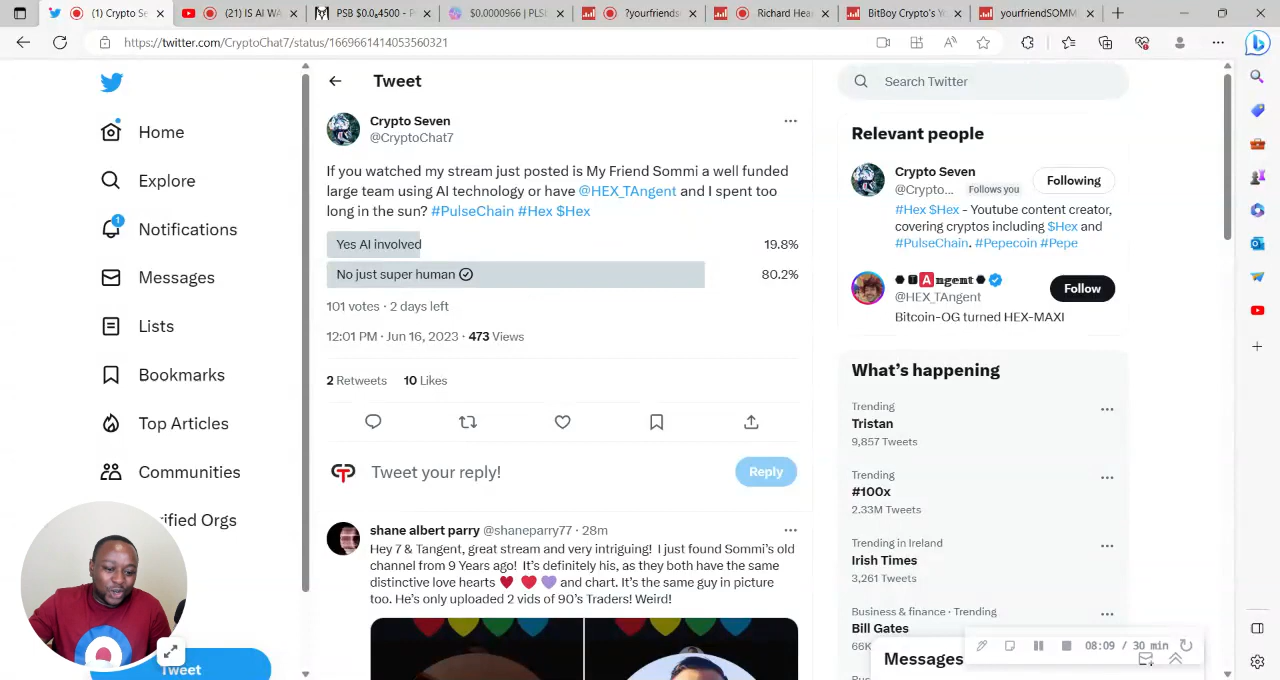 (1) Crypto Se
(21) IS AI WA
PSB $0.0₈4500 - P
$0.0000966 | PLS
?yourfriends
Richard Hea
BitBoy Crypto's Y
yourfriendSOMM
https://twitter.com/CryptoChat7/status/1669661414053560321
Home
Explore
1
Notifications
Messages
Lists
Bookmarks
Top Articles
Communities
rified Orgs
Tweet
Tweet
Crypto Seven
@CryptoChat7
If you watched my stream just posted is My Friend Sommi a well funded
large team using AI technology or have @HEX_TAngent and I spent too
long in the sun? #PulseChain #Hex $Hex
Yes AI involved 19.8%
No just super human 80.2%
101 votes · 2 days left
12:01 PM · Jun 16, 2023 · 473 Views
2 Retweets 10 Likes
Tweet your reply!
Reply
shane albert parry @shaneparry77 · 28m
Hey 7 & Tangent, great stream and very intriguing! I just found Sommi's old
channel from 9 Years ago! It's definitely his, as they both have the same
distinctive love hearts ♥ ❤ 💜 and chart. It's the same guy in picture
too. He's only uploaded 2 vids of 90's Traders! Weird!
Search Twitter
Relevant people
Crypto Seven
@Crypto... Follows you
Following
#Hex $Hex - Youtube content creator,
covering cryptos including $Hex and
#PulseChain. #Pepecoin #Pepe
⬣ 🆃🅰ngent ⬣
@HEX_TAngent
Follow
Bitcoin-OG turned HEX-MAXI
What's happening
Trending
Tristan
9,857 Tweets
Trending
#100x
2.33M Tweets
Trending in Ireland
Irish Times
3,261 Tweets
Business & finance · Trending
Bill Gates
66K
Messages
08:09 / 30 min